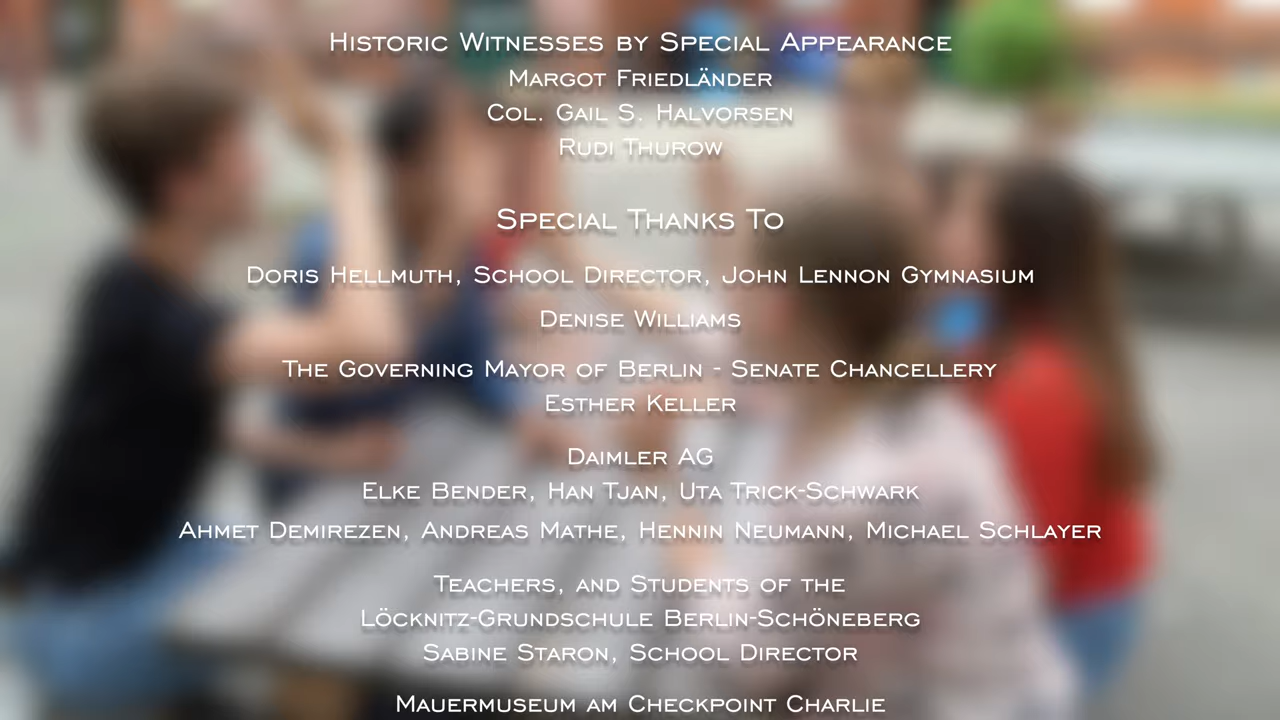 Historic Witnesses by Special Appearance
Margot Friedländer
Col. Gail S. Halvorsen
Rudi Thurow
Special Thanks To
Doris Hellmuth, School Director, John Lennon Gymnasium
Denise Williams
The Governing Mayor of Berlin - Senate Chancellery
Esther Keller
Daimler AG
Elke Bender, Han Tjan, Uta Trick-Schwark
Ahmet Demirezen, Andreas Mathe, Hennin Neumann, Michael Schlayer
Teachers, and Students of the
Löcknitz-Grundschule Berlin-Schöneberg
Sabine Staron, School Director
Mauermuseum am Checkpoint Charlie